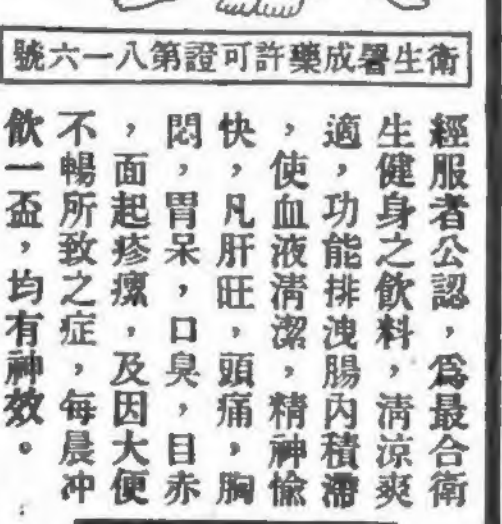 衛生署成藥許可證第八一六號
經服者公認，爲最合衛
生健身之飲料，清涼爽
適，功能排洩腸內積滯
，使血液清潔，精神愉
快，凡肝旺，頭痛，胸
悶，胃呆，口臭，目赤
，面起疹瘰，及因大便
不暢所致之症，每晨冲
飲一盃，均有神效。